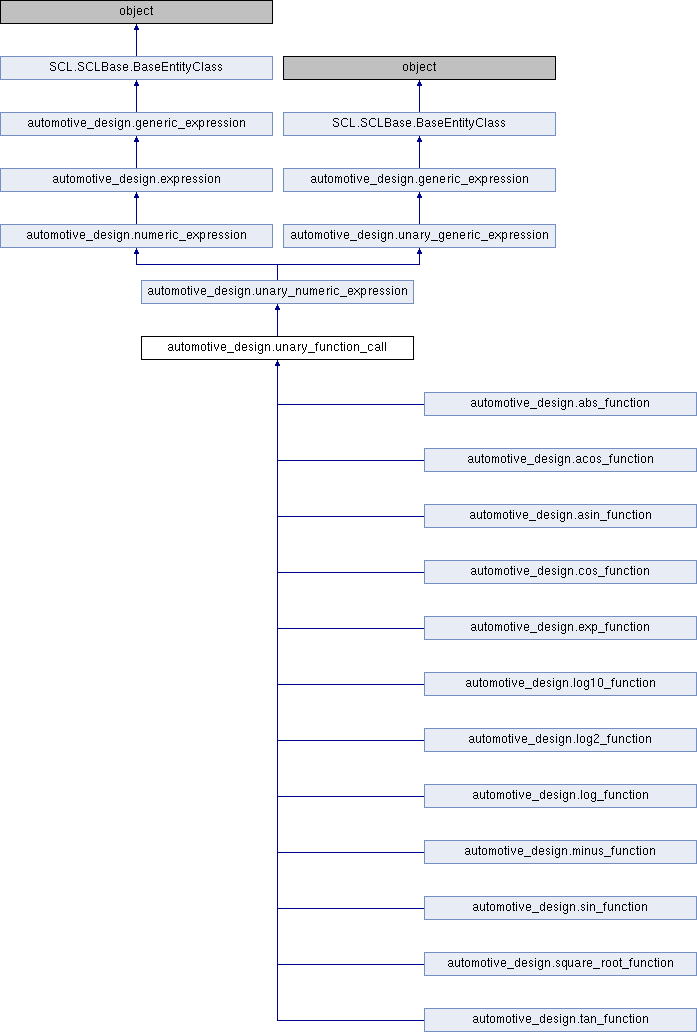 object
SCL.SCLBase.BaseEntityClass
object
automotive_design.generic_expression
SCL.SCLBase.BaseEntityClass
automotive_design.expression
automotive_design.generic_expression
automotive_design.numeric_expression
automotive_design.unary_generic_expression
automotive_design.unary_numeric_expression
automotive_design.unary_function_call
automotive_design.abs_function
automotive_design.acos_function
automotive_design.asin_function
automotive_design.cos_function
automotive_design.exp_function
automotive_design.log10_function
automotive_design.log2_function
automotive_design.log_function
automotive_design.minus_function
automotive_design.sin_function
automotive_design.square_root_function
automotive_design.tan_function